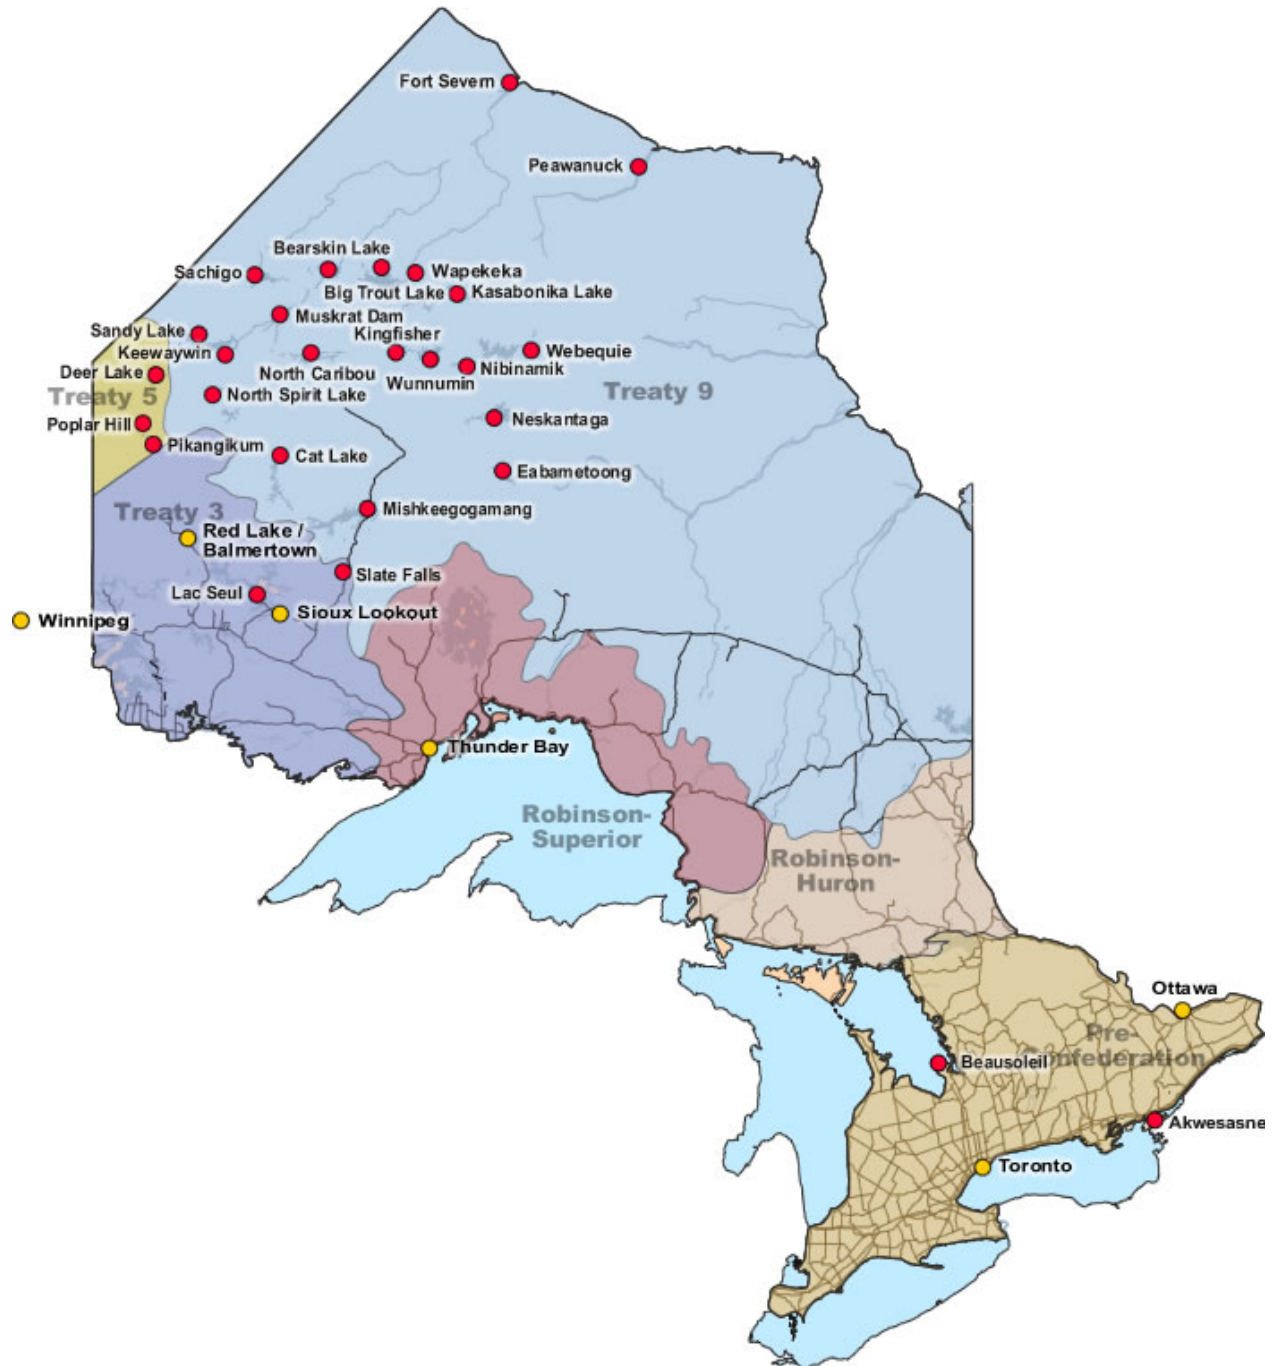 Fort Severn
Peawanuck
Bearskin Lake
Sachigo
Wapekeka
Big Trout Lake
Kasabonika Lake
Muskrat Dam
Sandy Lake
Kingfisher
Keewaywin
Webequie
Deer Lake
North Caribou
Nibinamik
Wunnumin
Treaty 5
North Spirit Lake
Treaty 9
Neskantaga
Poplar Hill
Pikangikum
Cat Lake
Eabametoong
Treaty 3
Mishkeegogamang
Red Lake /
Balmertown
Slate Falls
Lac Seul
Sioux Lookout
Winnipeg
Thunder Bay
Robinson-
Superior
Robinson-
Huron
Ottawa
Pre-
Confederation
Beausoleil
Akwesasne
Toronto